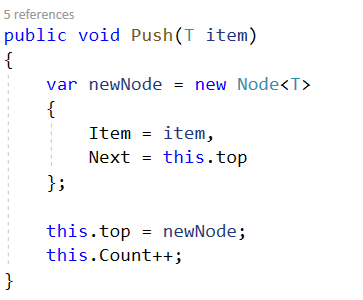 5 references
public void Push(T item)
{
    var newNode = new Node<T>
    {
        Item = item,
        Next = this.top
    };

    this.top = newNode;
    this.Count++;
}